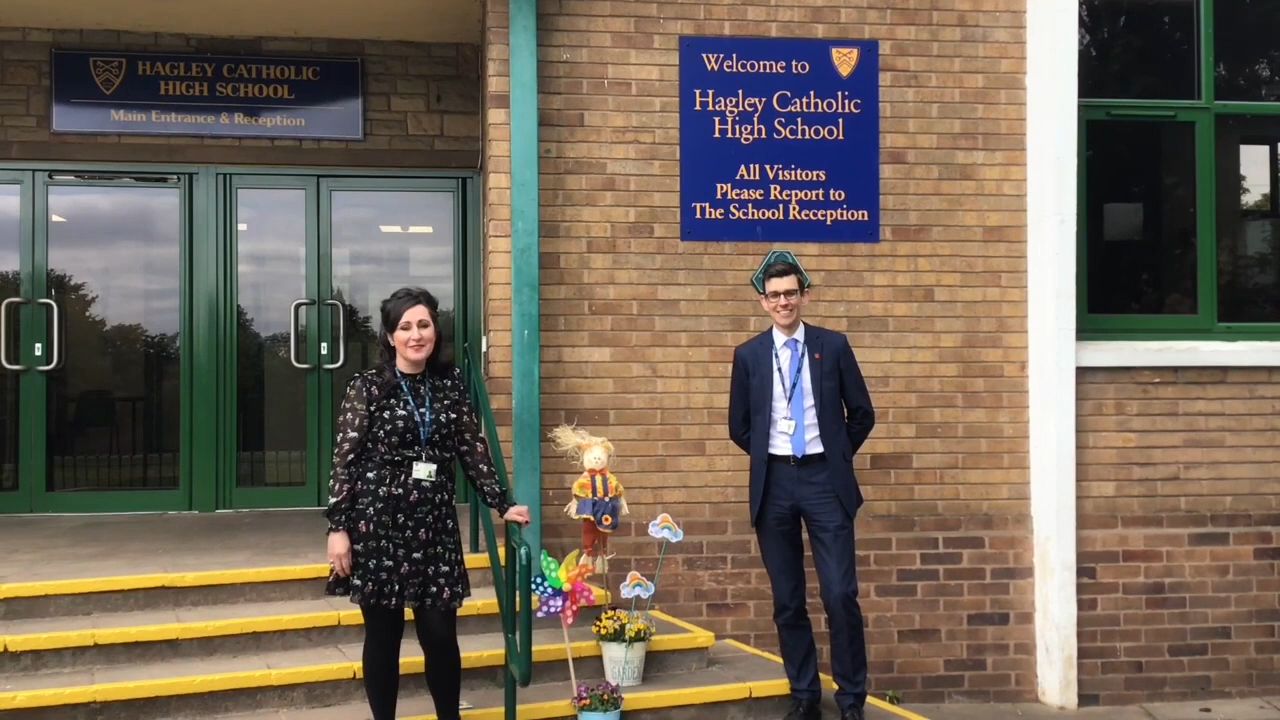 HAGLEY CATHOLIC
HIGH SCHOOL
Main Entrance & Reception
Welcome to
Hagley Catholic
High School
All Visitors
Please Report to
The School Reception
GARDEN